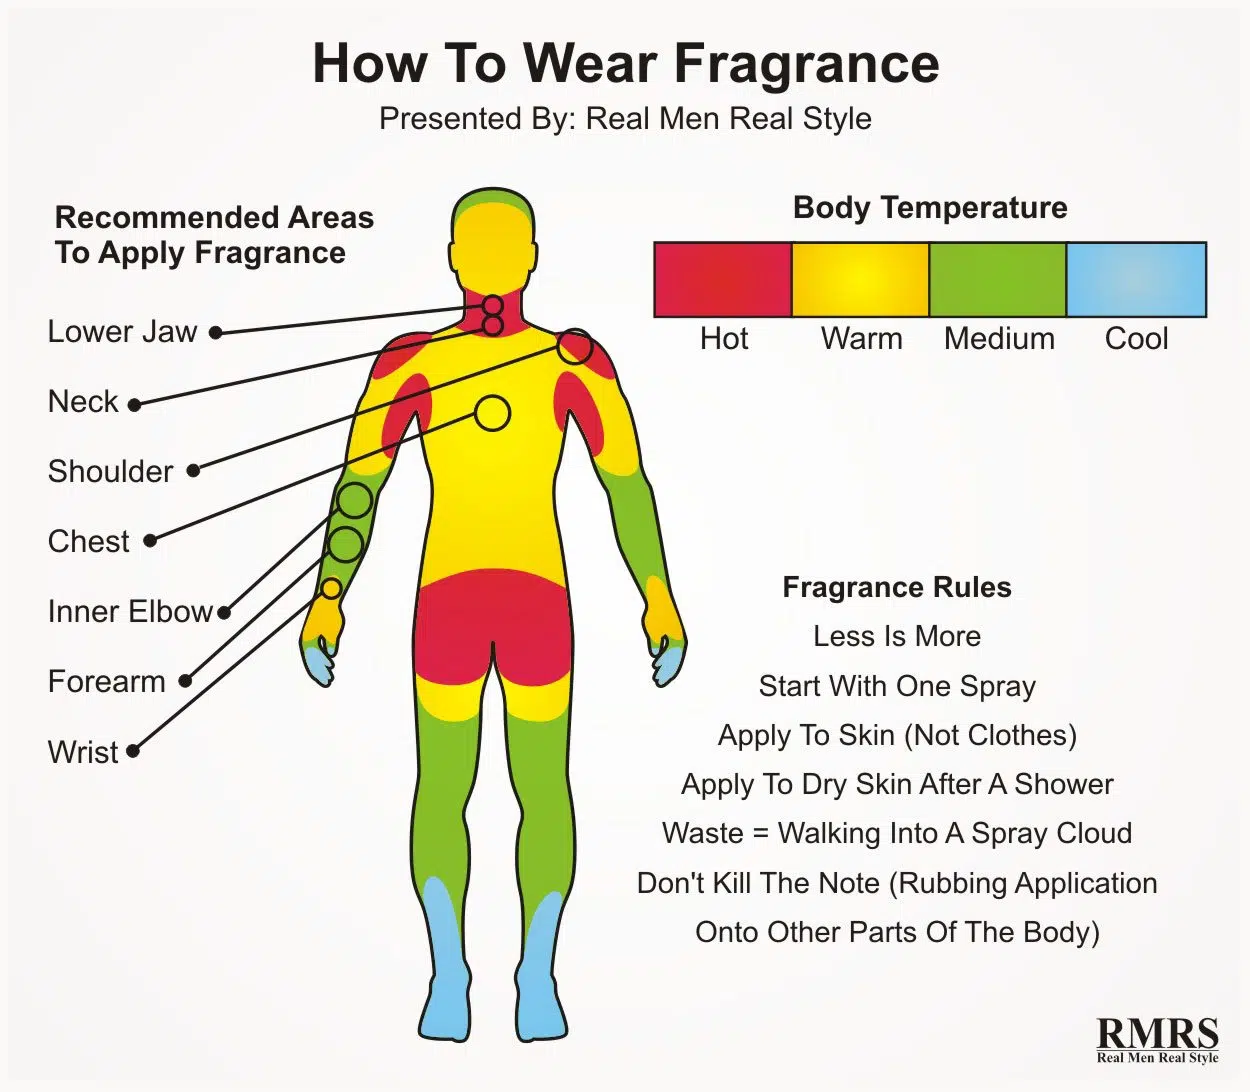 How To Wear Fragrance
Presented By: Real Men Real Style
Recommended Areas
To Apply Fragrance
Lower Jaw
Neck
Shoulder
Chest
Inner Elbow
Forearm
Wrist
Body Temperature
Hot
Warm
Medium
Cool
Fragrance Rules
Less Is More
Start With One Spray
Apply To Skin (Not Clothes)
Apply To Dry Skin After A Shower
Waste = Walking Into A Spray Cloud
Don't Kill The Note (Rubbing Application
Onto Other Parts Of The Body)
RMRS
Real Men Real Style